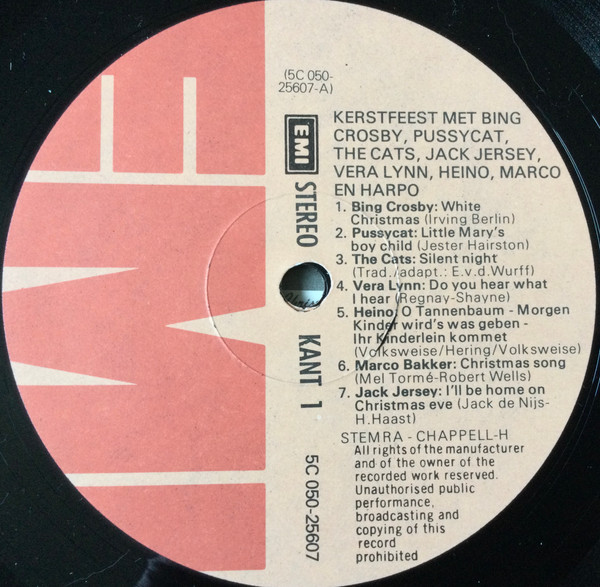 (5C 050-
25607-A)
EMI
STEREO
KANT 1
5C 050-25607
KERSTFEEST MET BING
CROSBY, PUSSYCAT,
THE CATS, JACK JERSEY,
VERA LYNN, HEINO, MARCO
EN HARPO
1. Bing Crosby: White
Christmas (Irving Berlin)
2. Pussycat: Little Mary's
boy child (Jester Hairston)
3. The Cats: Silent night
(Trad./adapt.: E.v.d.Wurff)
4. Vera Lynn: Do you hear what
I hear (Regnay-Shayne)
5. Heino: O Tannenbaum - Morgen
Kinder wird's was geben -
Ihr Kinderlein kommet
(Volksweise/Hering/Volksweise)
6. Marco Bakker: Christmas song
(Mel Tormé-Robert Wells)
7. Jack Jersey: I'll be home on
Christmas eve (Jack de Nijs-
H.Haast)
STEMRA - CHAPPELL-H
All rights of the manufacturer
and of the owner of the
recorded work reserved.
Unauthorised public
performance,
broadcasting and
copying of this
record
prohibited
EMI